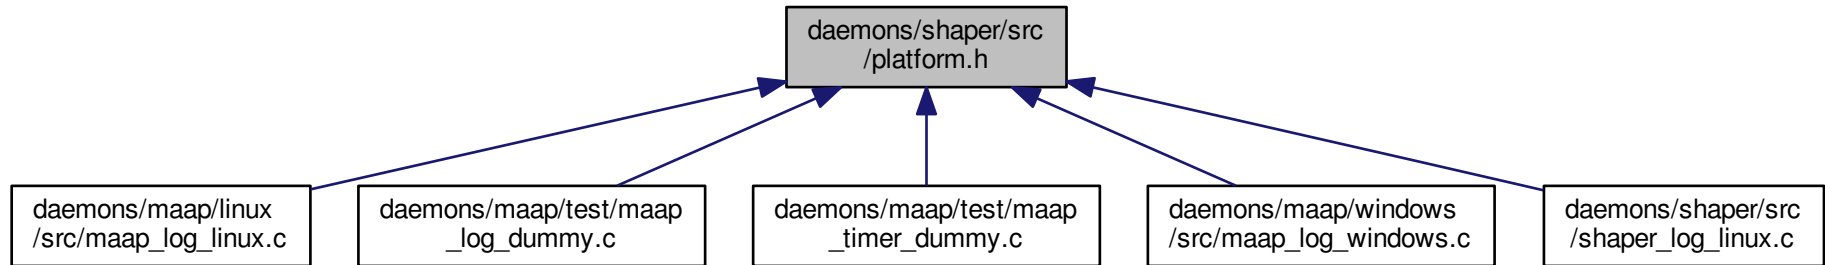 daemons/shaper/src
/platform.h
daemons/maap/linux
/src/maap_log_linux.c
daemons/maap/test/maap
_log_dummy.c
daemons/maap/test/maap
_timer_dummy.c
daemons/maap/windows
/src/maap_log_windows.c
daemons/shaper/src
/shaper_log_linux.c